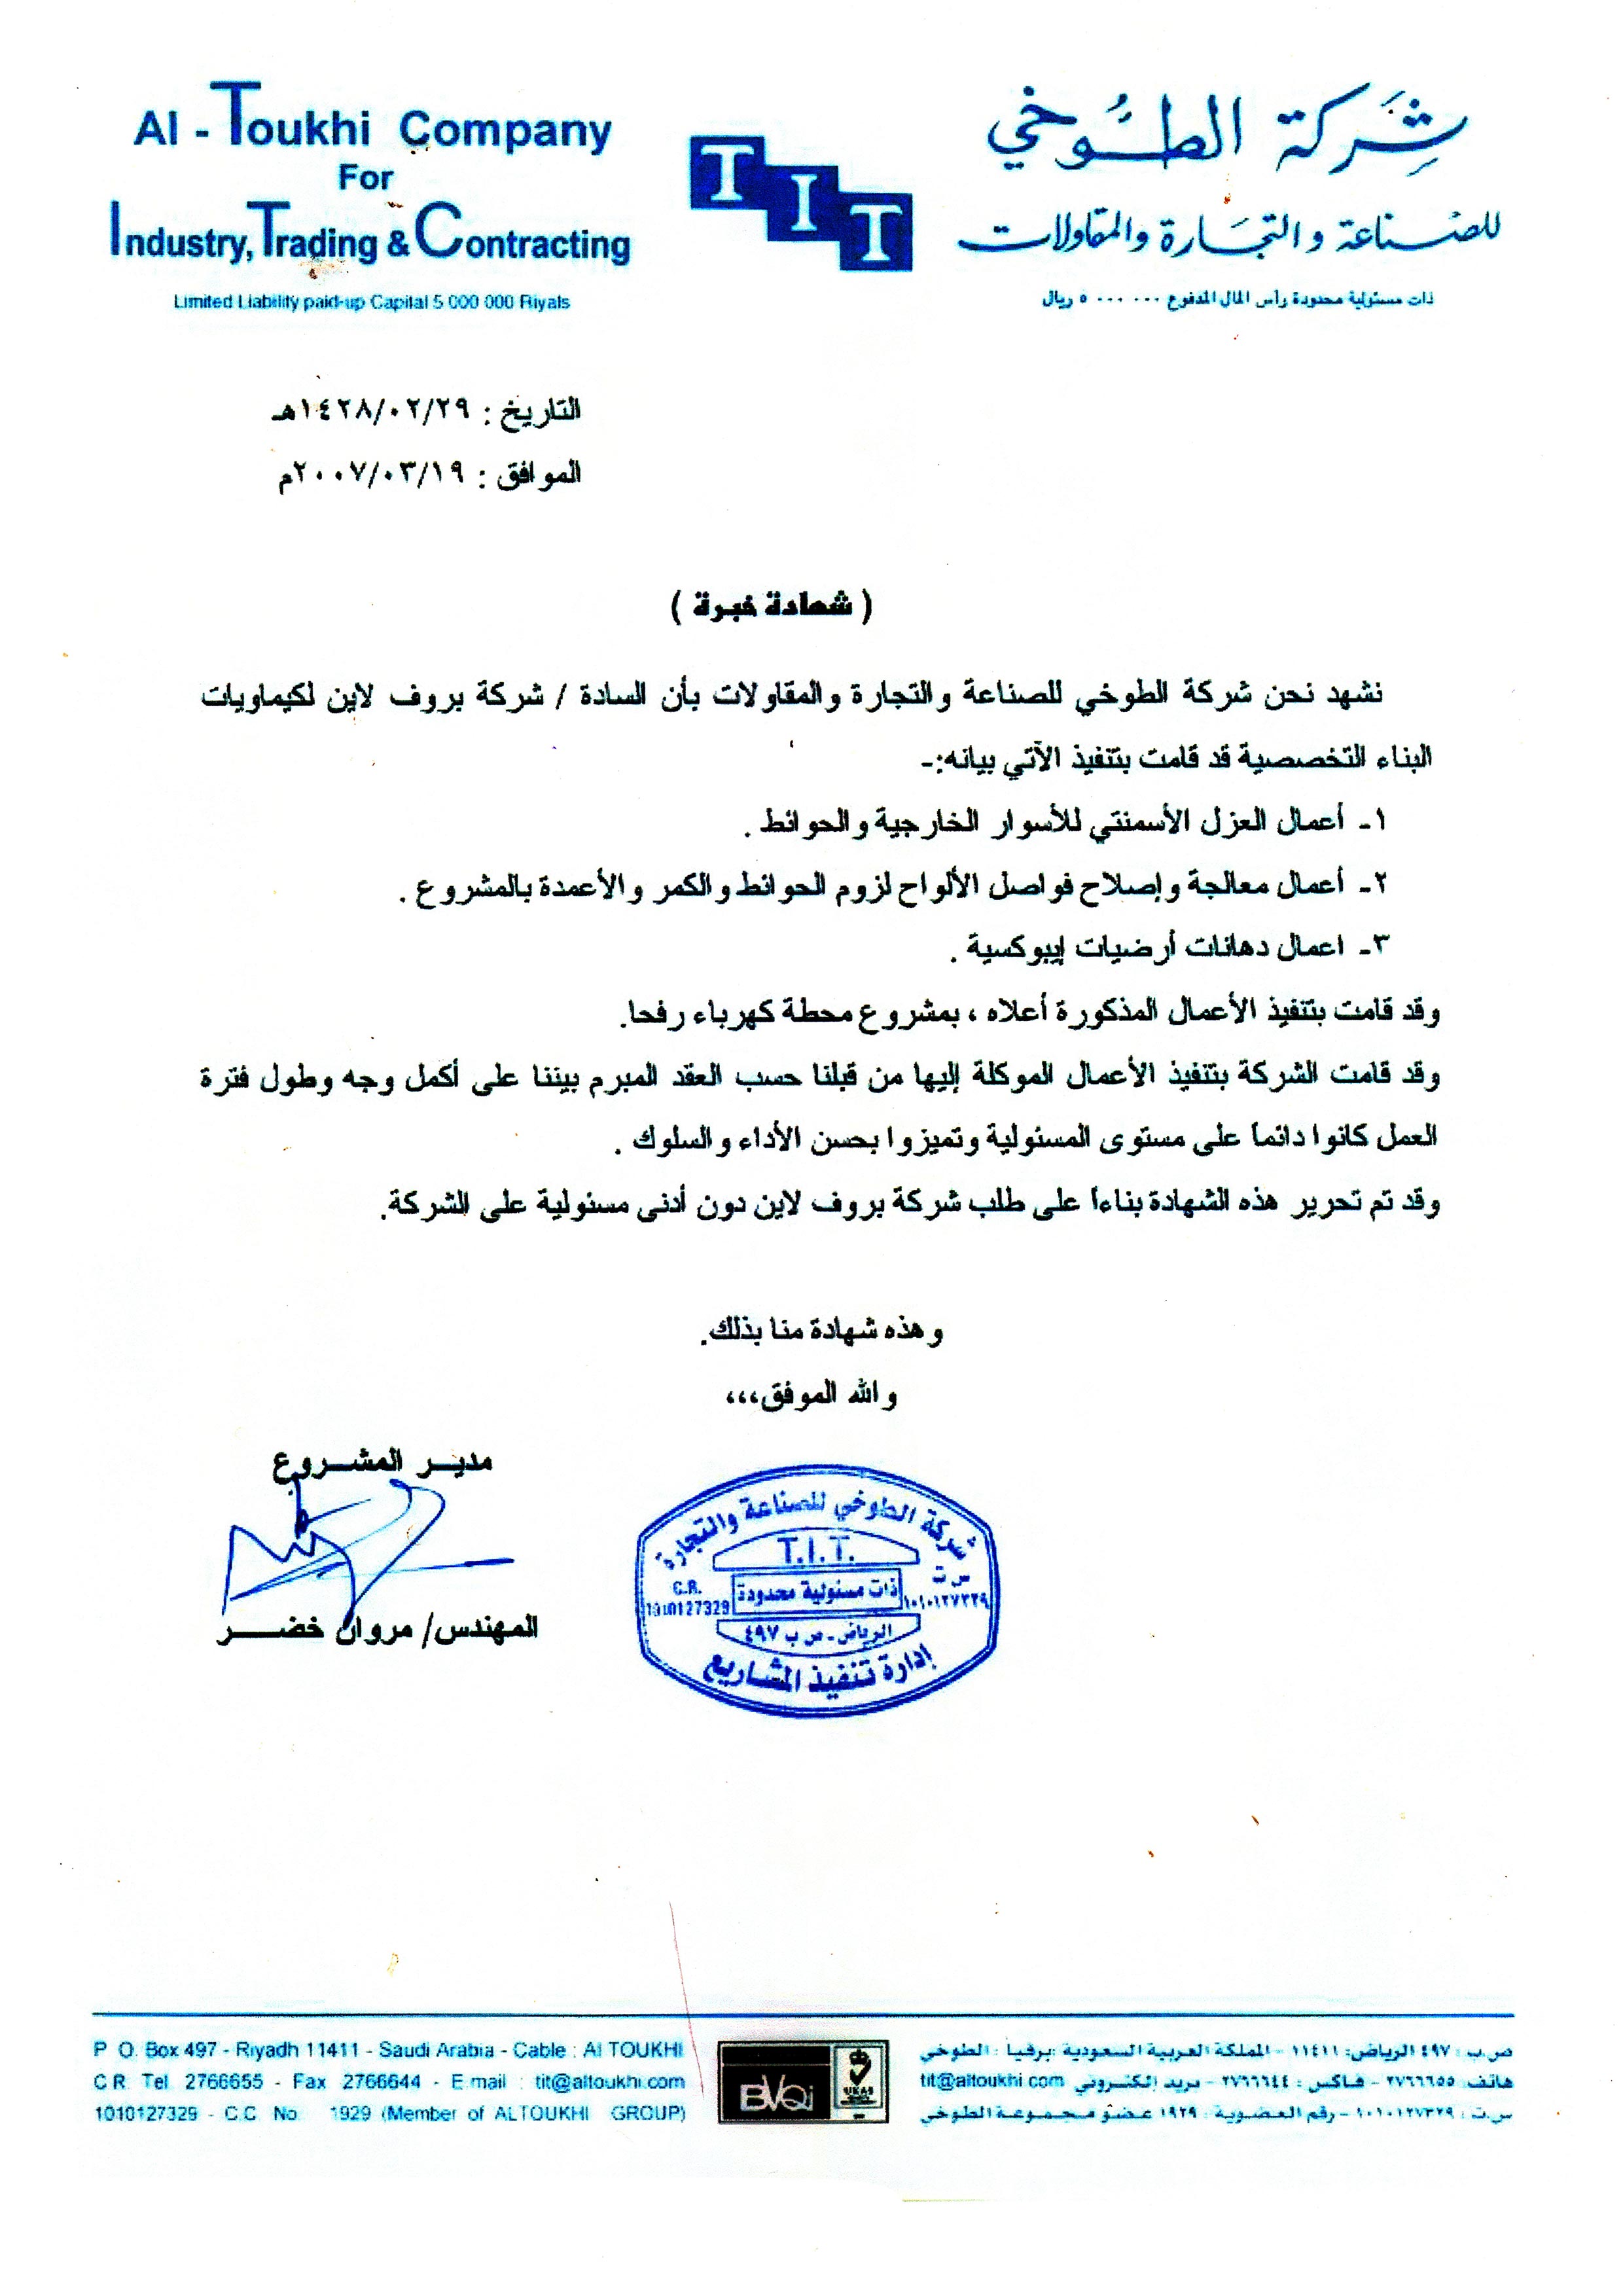 Al - Toukhi Company
For
Industry, Trading & Contracting
Limited Liability paid-up Capital 5 000 000 Riyals
TIT
شركة الطوخي
للصناعة والتجارة والمقاولات
ذات مسئولية محدودة رأس المال المدفوع ٥٠٠٠٠٠٠ ريال
التاريخ : ١٤٢٨/٠٢/٢٩هـ
الموافق : ٢٠٠٧/٠٣/١٩م
( شهادة خبرة )
نشهد نحن شركة الطوخي للصناعة والتجارة والمقاولات بأن السادة / شركة بروف لاين لكيماويات
البناء التخصصية قد قامت بتنفيذ الآتي بيانه:-
١- أعمال العزل الأسمنتي للأسوار الخارجية والحوائط .
٢- أعمال معالجة وإصلاح فواصل الألواح لزوم الحوائط والكمر والأعمدة بالمشروع .
٣- اعمال دهانات أرضيات إيبوكسية .
وقد قامت بتنفيذ الأعمال المذكورة أعلاه ، بمشروع محطة كهرباء رفحا.
وقد قامت الشركة بتنفيذ الأعمال الموكلة إليها من قبلنا حسب العقد المبرم بيننا على أكمل وجه وطول فترة
العمل كانوا دائماً على مستوى المسئولية وتميزوا بحسن الأداء والسلوك .
وقد تم تحرير هذه الشهادة بناءاً على طلب شركة بروف لاين دون أدنى مسئولية على الشركة.
وهذه شهادة منا بذلك.
والله الموفق،،،
مديــر المشــروع
المهندس/ مروان خضــــر
شركة الطوخي للصناعة والتجارة
T.I.T.
C.R.
1010127329
ذات مسئولية محدودة
س ت
١٠١٠١٢٧٣٢٩
الرياض - ص ب ٤٩٧
إدارة تنفيذ المشاريع
P. O. Box 497 - Riyadh 11411 - Saudi Arabia - Cable : Al TOUKHI
C R. Tel. 2766655 - Fax 2766644 - E.mail : tit@altoukhi.com
1010127329 - C.C No. 1929 (Member of ALTOUKHI GROUP)
BVQi
UKAS
ص.ب : ٤٩٧ الرياض: ١١٤١١ - المملكة العربية السعودية :برقيا : الطوخي
هاتف: ٢٧٦٦٦٥٥ - فاكس : ٢٧٦٦٦٤٤ - بريد إلكتروني tit@altoukhi com
س.ت : ١٠١٠١٢٧٣٢٩ - رقم العضوية : ١٩٢٩ عضو مجموعة الطوخي